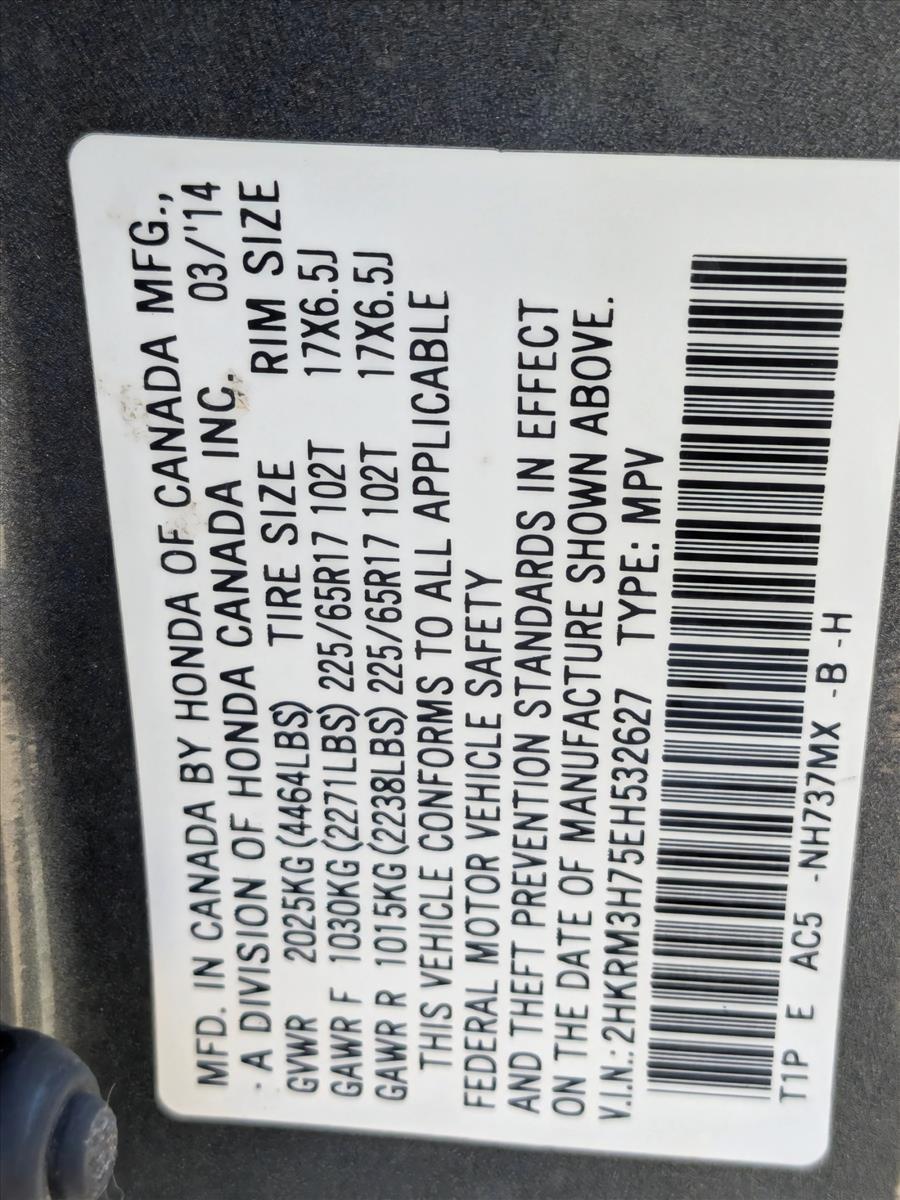 MFD. IN CANADA BY HONDA OF CANADA MFG.,
· A DIVISION OF HONDA CANADA INC. 03/'14
GVWR 2025KG(4464LBS) TIRE SIZE RIM SIZE
GAWR F 1030KG(2271LBS) 225/65R17 102T 17X6.5J
GAWR R 1015KG(2238LBS) 225/65R17 102T 17X6.5J
THIS VEHICLE CONFORMS TO ALL APPLICABLE
FEDERAL MOTOR VEHICLE SAFETY
AND THEFT PREVENTION STANDARDS IN EFFECT
ON THE DATE OF MANUFACTURE SHOWN ABOVE.
V.I.N.:2HKRM3H75EH532627 TYPE: MPV
T1P E AC5 -NH737MX -B -H